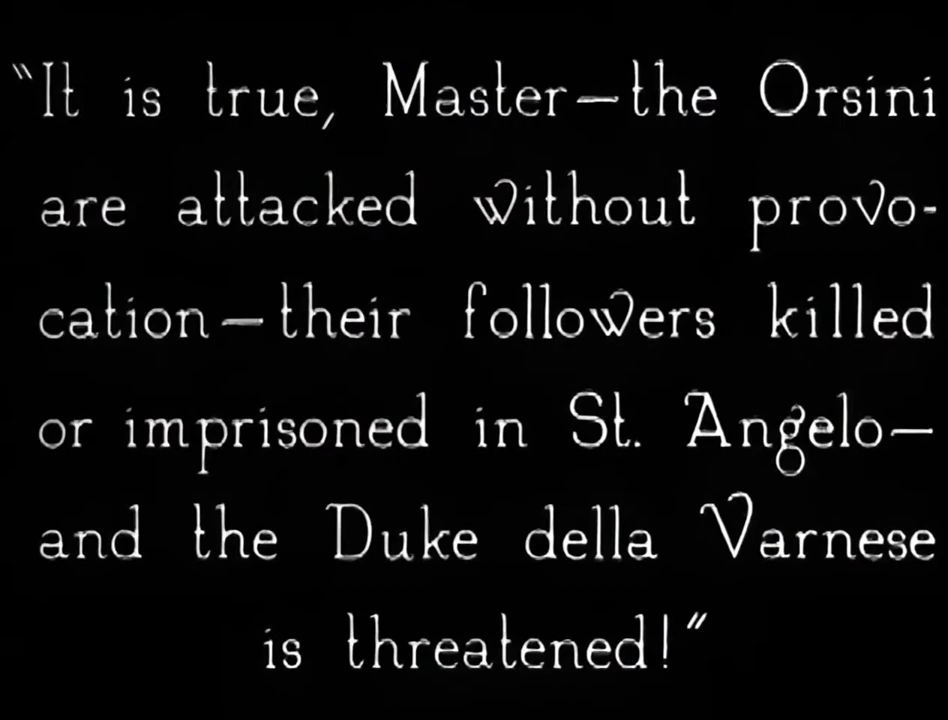 "It is true, Master—the Orsini
are attacked without provo-
cation—their followers killed
or imprisoned in St. Angelo—
and the Duke della Varnese
is threatened!"